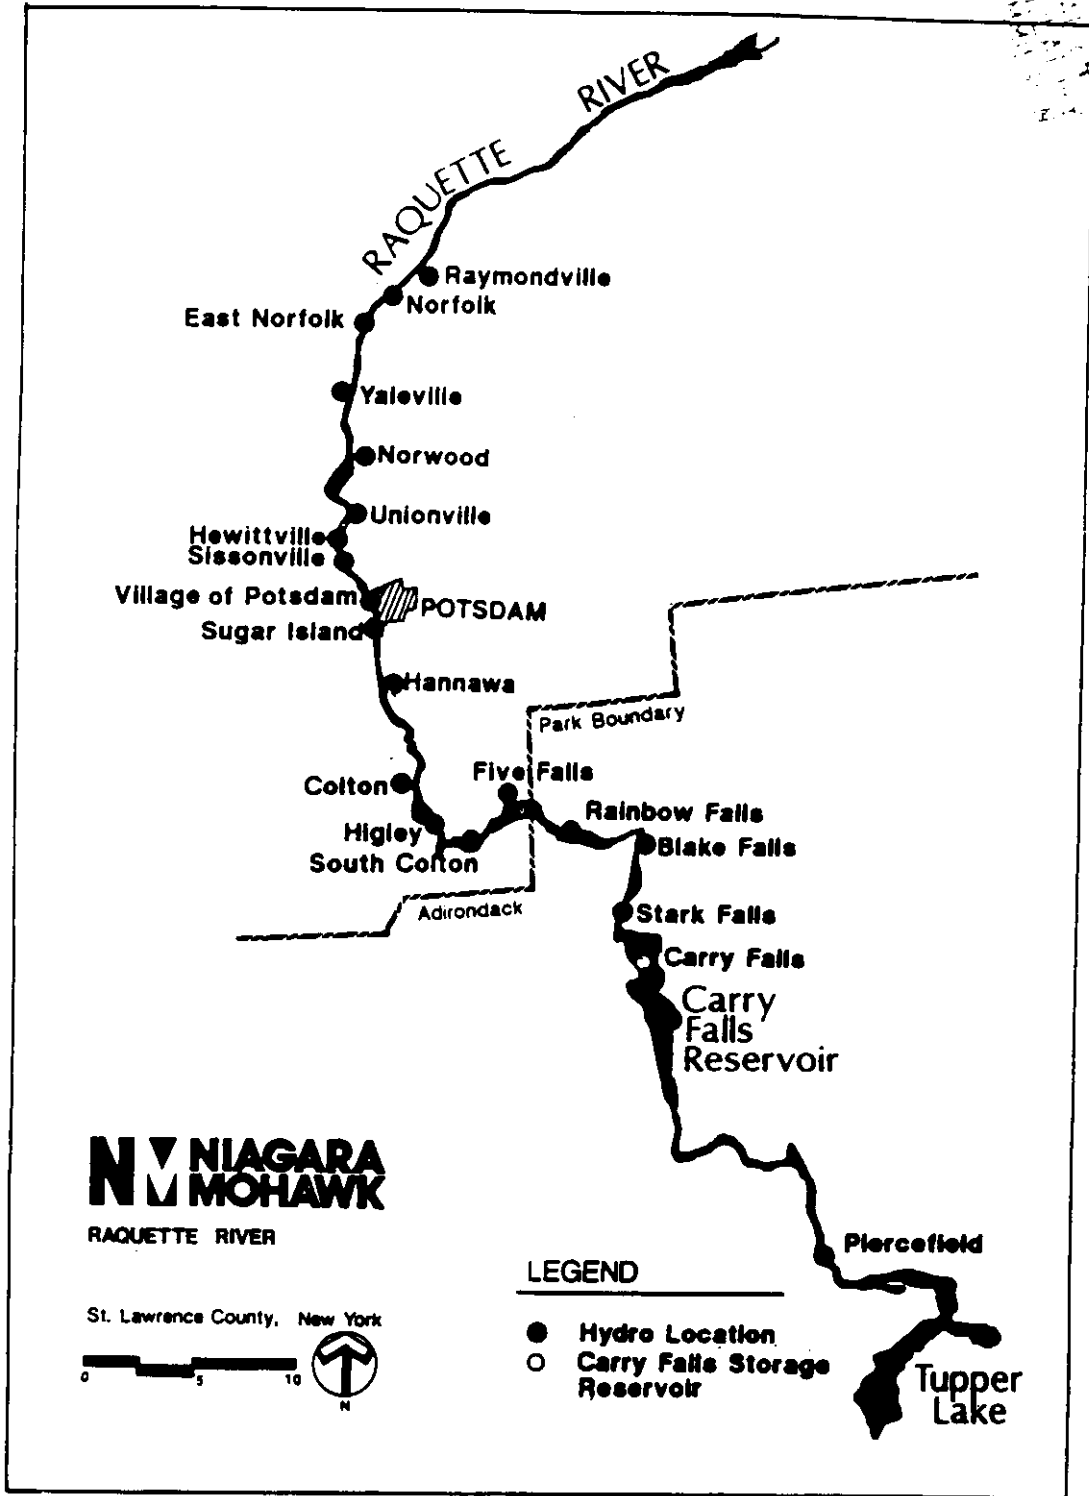 RAQUETTE RIVER
Raymondville
Norfolk
East Norfolk
Yaleville
Norwood
Unionville
Hewittville
Sissonville
Village of Potsdam
POTSDAM
Sugar Island
Hannawa
Park Boundary
Five Falls
Colton
Rainbow Falls
Higley
Blake Falls
South Colton
Adirondack
Stark Falls
Carry Falls
Carry
Falls
Reservoir
NM NIAGARA
MOHAWK
RAQUETTE RIVER
Piercefield
LEGEND
St. Lawrence County, New York
Hydro Location
Carry Falls Storage
Reservoir
0 5 10
N
Tupper
Lake